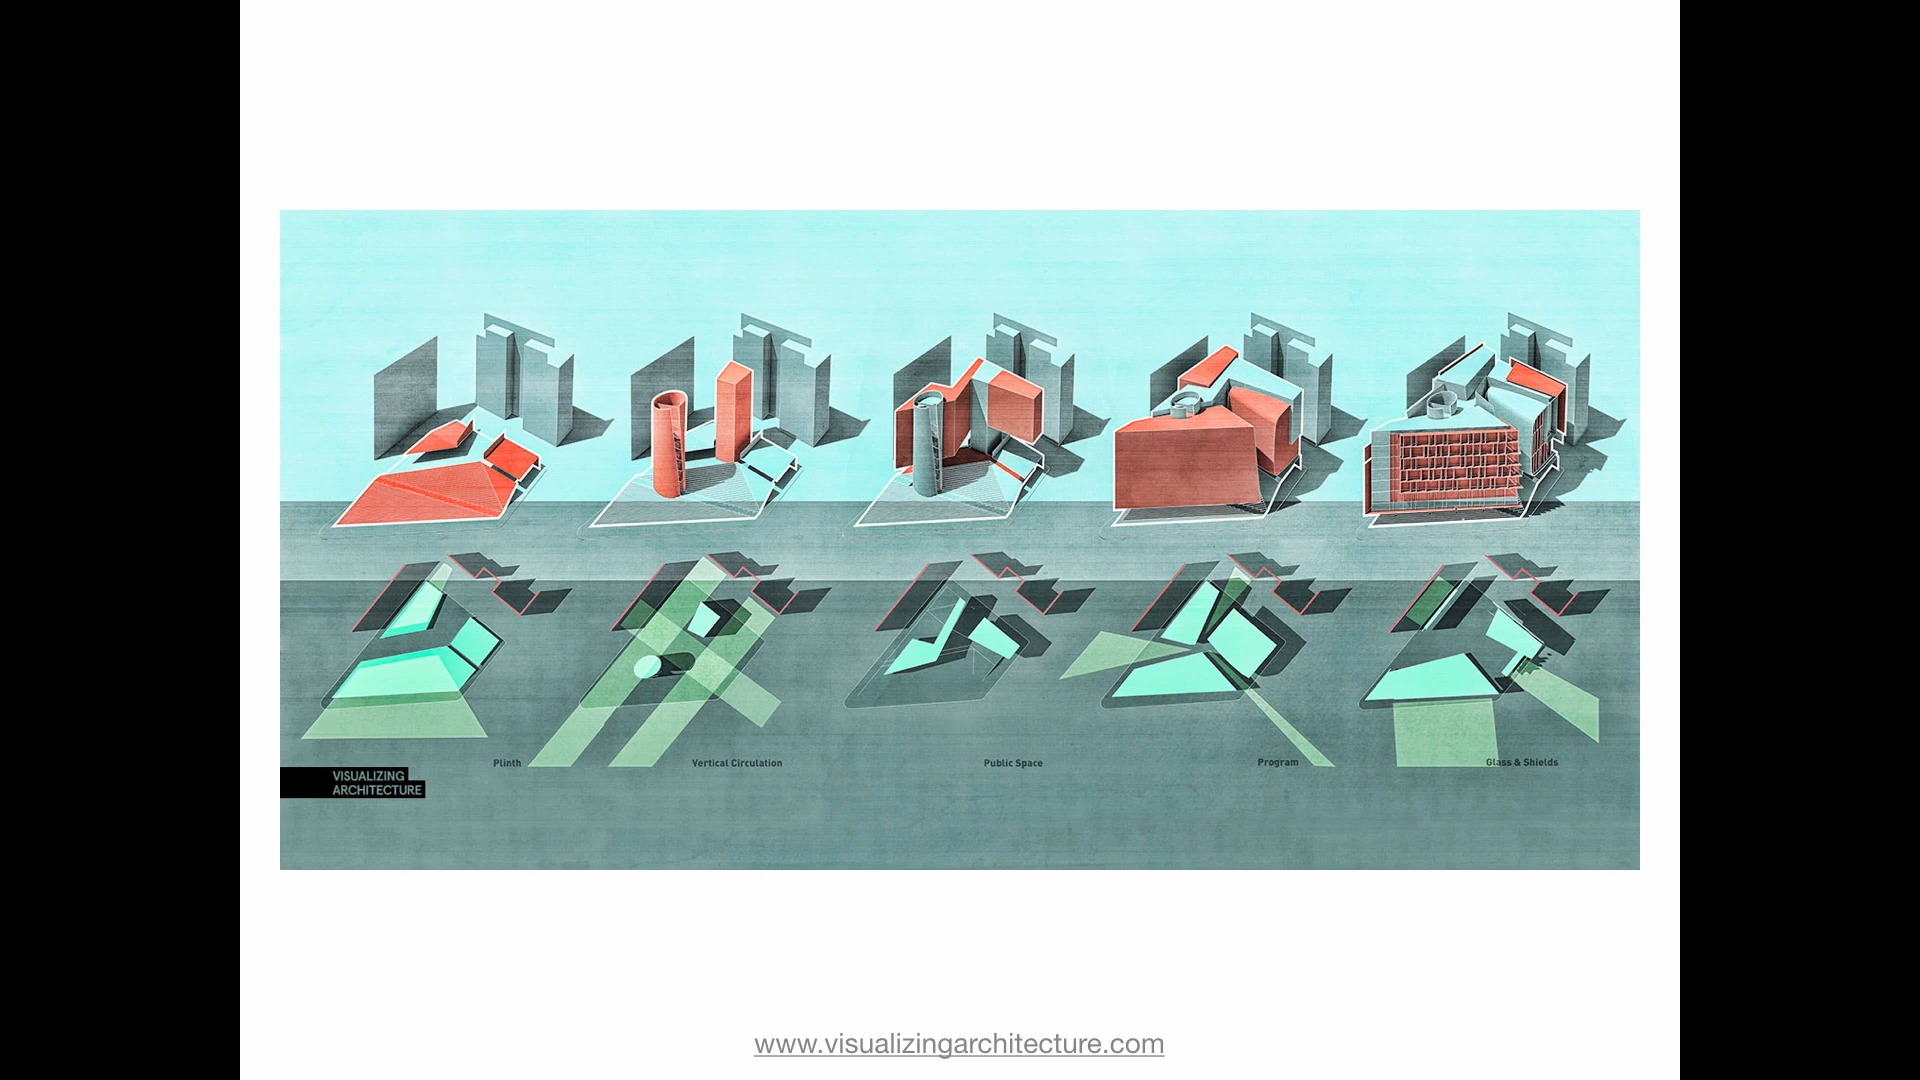 Plinth
Vertical Circulation
Public Space
Program
Glass & Shields
VISUALIZING
ARCHITECTURE
www.visualizingarchitecture.com